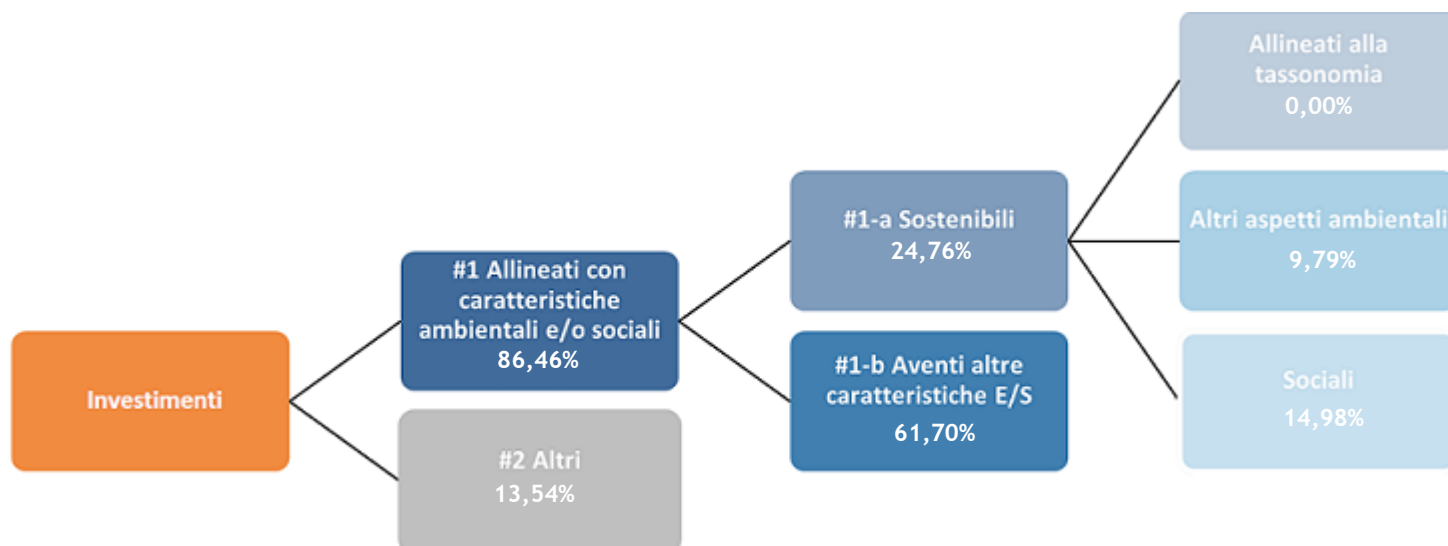 Investimenti
#1 Allineati con
caratteristiche
ambientali e/o sociali
86,46%
#2 Altri
13,54%
#1-a Sostenibili
24,76%
#1-b Aventi altre
caratteristiche E/S
61,70%
Allineati alla
tassonomia
0,00%
Altri aspetti ambientali
9,79%
Sociali
14,98%